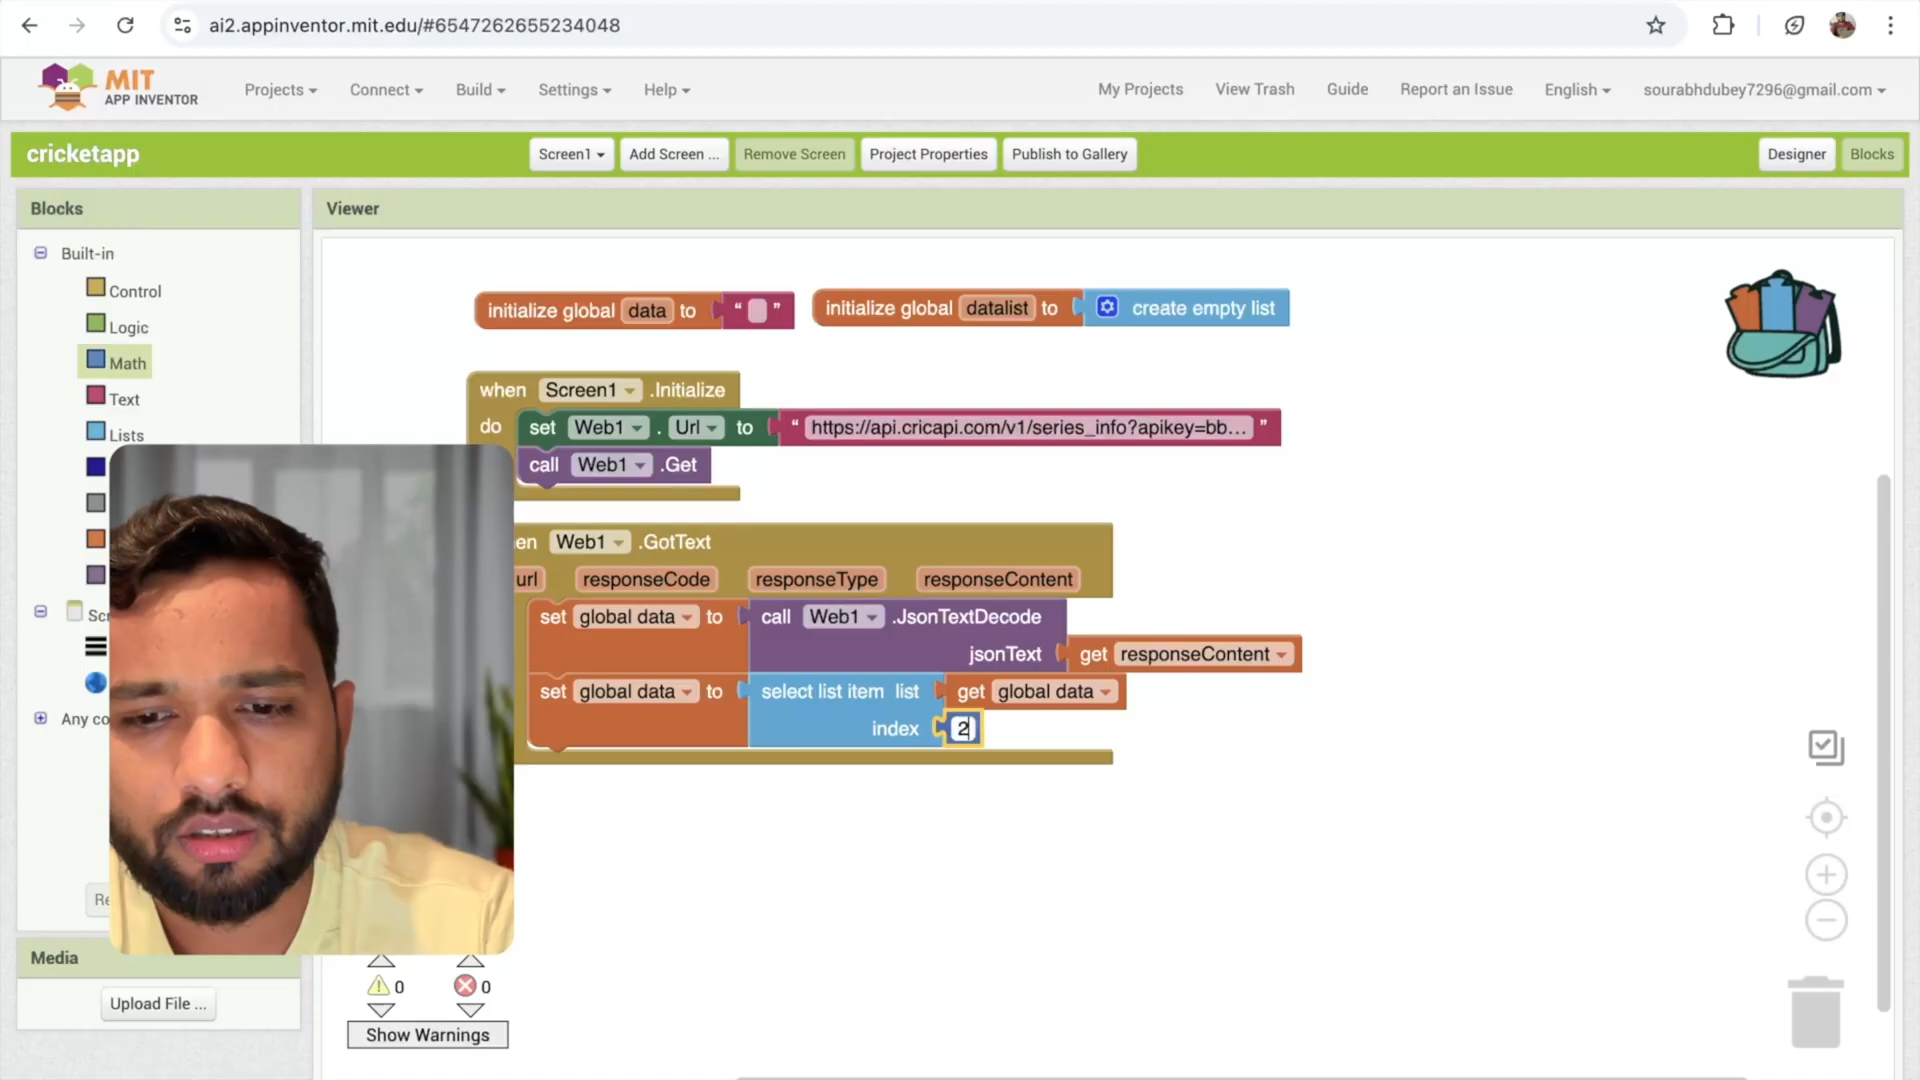 ai2.appinventor.mit.edu/#6547262655234048
MIT
APP INVENTOR
Projects
Connect
Build
Settings
Help
My Projects
View Trash
Guide
Report an Issue
English
sourabhdubey7296@gmail.com
cricketapp
Screen1
Add Screen ...
Remove Screen
Project Properties
Publish to Gallery
Designer
Blocks
Blocks
Viewer
Built-in
Control
Logic
Math
Text
Lists
Scr
Any co
Re
Media
Upload File ...
initialize global data to “ ”
initialize global datalist to create empty list
when Screen1 .Initialize
do set Web1 . Url to “ https://api.cricapi.com/v1/series_info?apikey=bb... ”
call Web1 .Get
en Web1 .GotText
url responseCode responseType responseContent
set global data to call Web1 .JsonTextDecode
jsonText get responseContent
set global data to select list item list get global data
index 2
0 0
Show Warnings